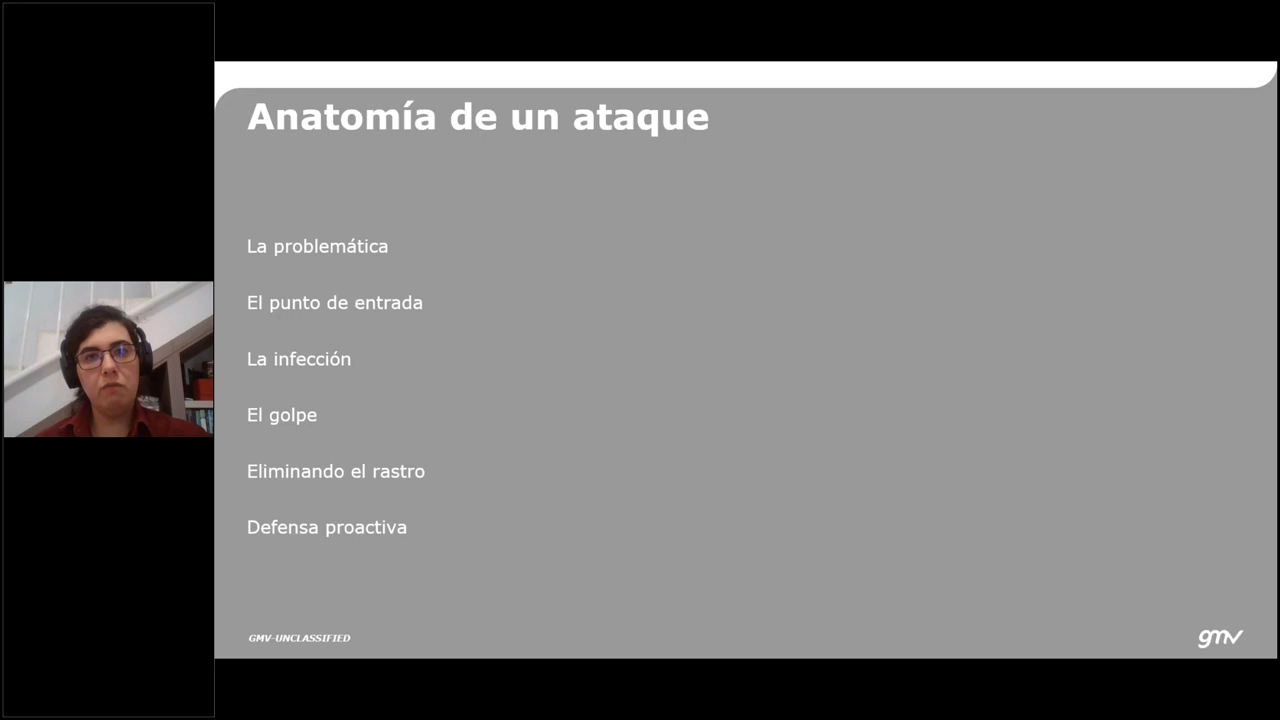 Anatomía de un ataque
La problemática
El punto de entrada
La infección
El golpe
Eliminando el rastro
Defensa proactiva
GMV-UNCLASSIFIED
gmv